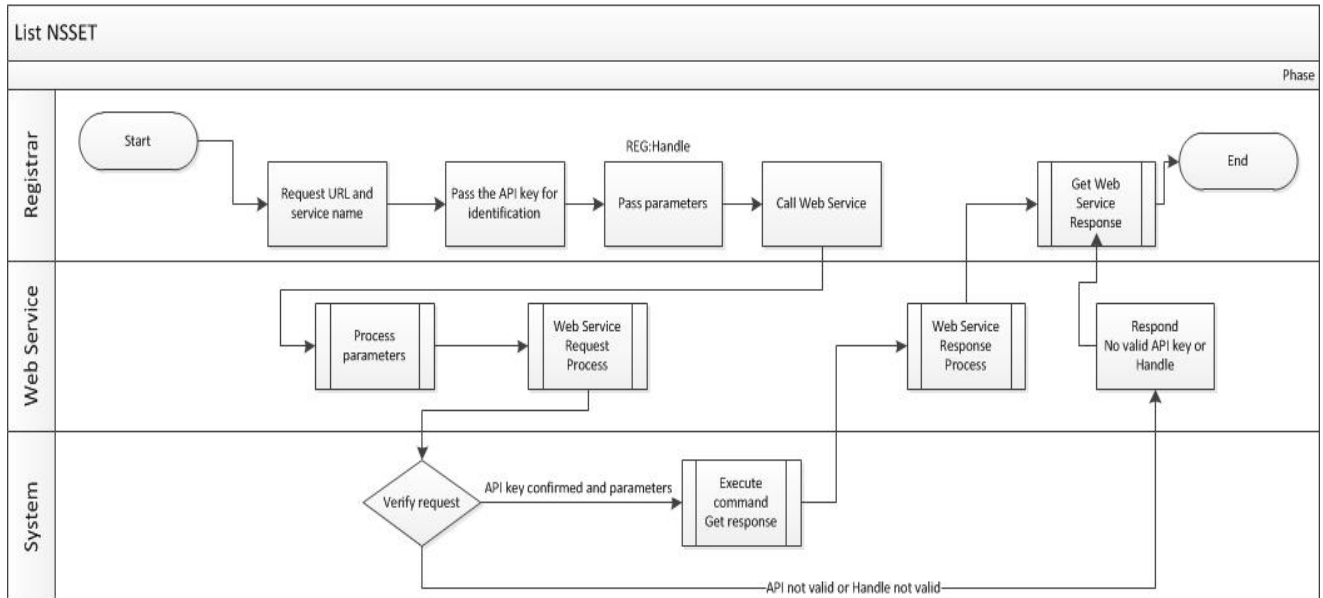 List NSSET
Phase
Registrar
Start
Request URL and
service name
Pass the API key for
identification
REG:Handle
Pass parameters
Call Web Service
Get Web
Service
Response
End
Web Service
Process
parameters
Web Service
Request
Process
Web Service
Response
Process
Respond
No valid API key or
Handle
System
Verify request
API key confirmed and parameters
Execute
command
Get response
API not valid or Handle not valid